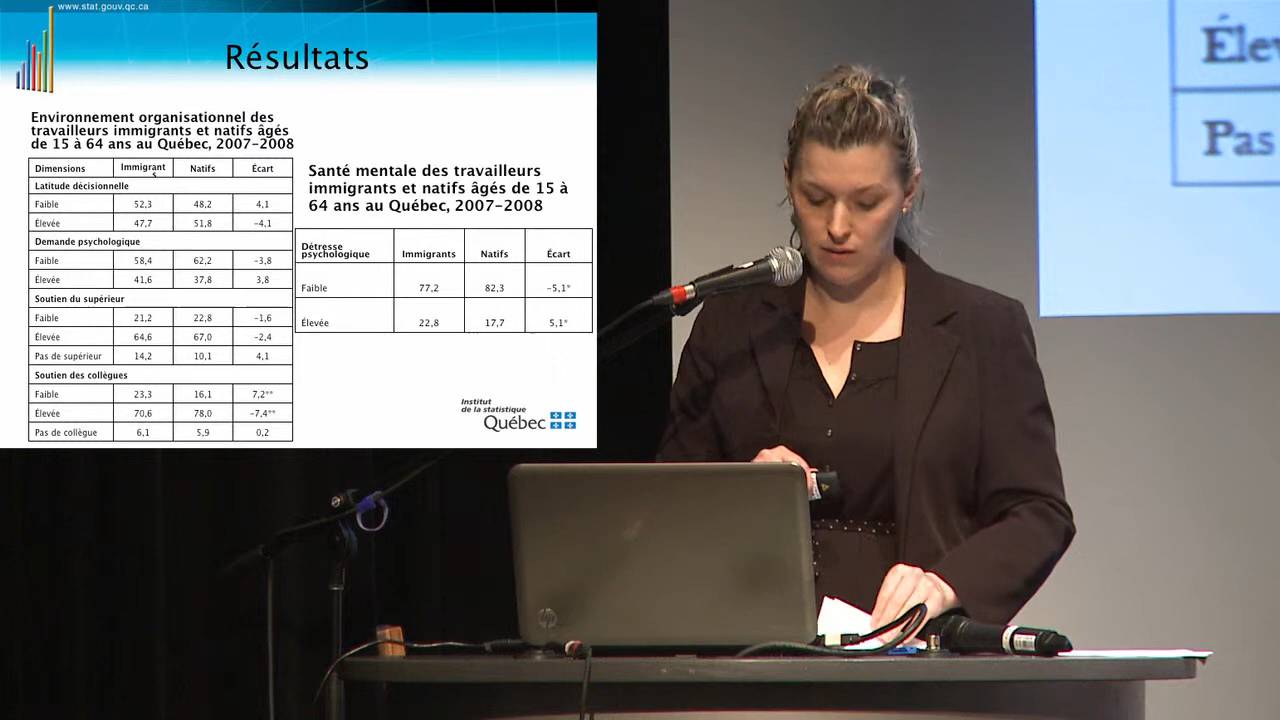 www.stat.gouv.qc.ca
Résultats
Environnement organisationnel des
travailleurs immigrants et natifs âgés
de 15 à 64 ans au Québec, 2007-2008
Dimensions Immigrants Natifs Écart
Latitude décisionnelle
Faible 52,3 48,2 4,1
Élevée 47,7 51,8 -4,1
Demande psychologique
Faible 58,4 62,2 -3,8
Élevée 41,6 37,8 3,8
Soutien du supérieur
Faible 21,2 22,8 -1,6
Élevée 64,6 67,0 -2,4
Pas de supérieur 14,2 10,1 4,1
Soutien des collègues
Faible 23,3 16,1 7,2**
Élevée 70,6 78,0 -7,4**
Pas de collègue 6,1 5,9 0,2
Santé mentale des travailleurs
immigrants et natifs âgés de 15 à
64 ans au Québec, 2007-2008
Détresse
psychologique Immigrants Natifs Écart
Faible 77,2 82,3 -5,1*
Élevée 22,8 17,7 5,1*
Institut
de la statistique
Québec
Éle
Pas
hp